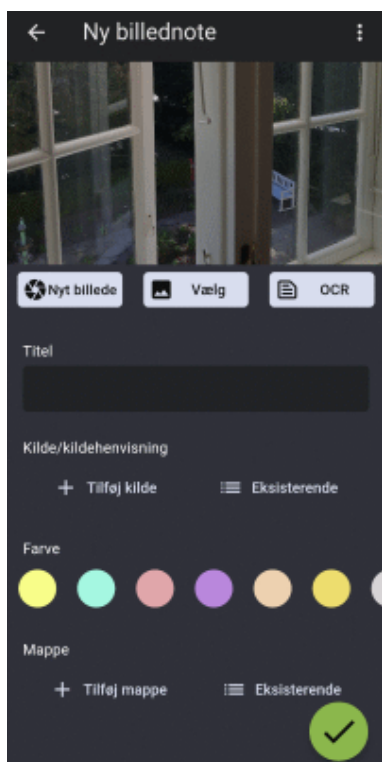 Ny billednote
Nyt billede Vælg OCR
Titel
Kilde/kildehenvisning
Tilføj kilde Eksisterende
Farve
Mappe
Tilføj mappe Eksisterende